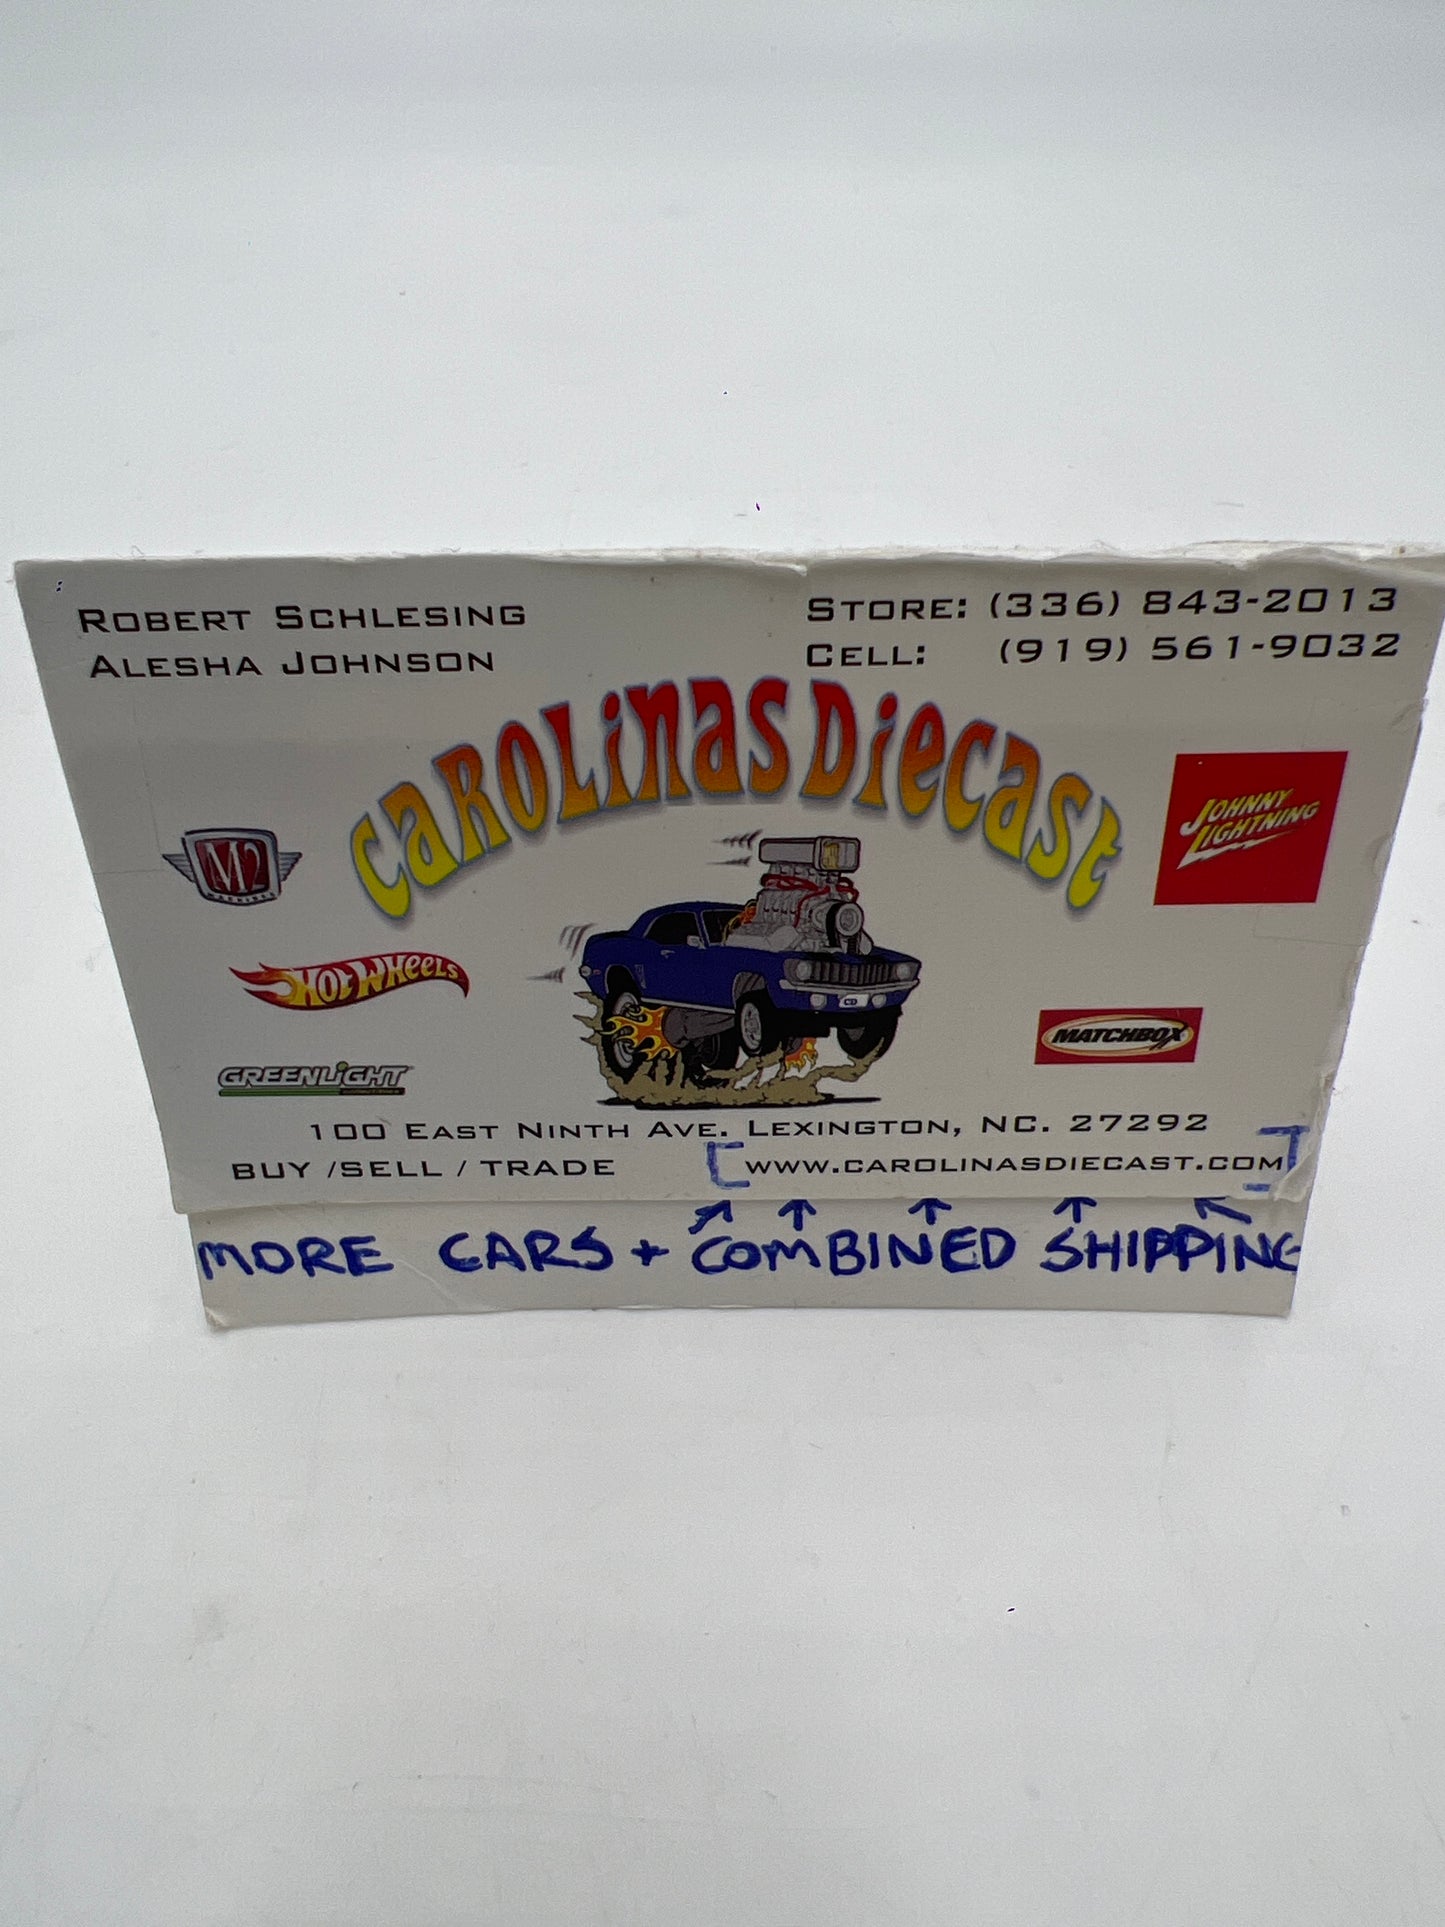 ROBERT SCHLESING
ALESHA JOHNSON
STORE: (336) 843-2013
CELL: (919) 561-9032
CAROLINAS DIECAST
M2
MACHINES
JOHNNY
LIGHTNING
HOT WHEELS
MATCHBOX
GREENLIGHT
CD
100 EAST NINTH AVE. LEXINGTON, NC. 27292
BUY /SELL / TRADE
WWW.CAROLINASDIECAST.COM
MORE CARS + COMBINED SHIPPING